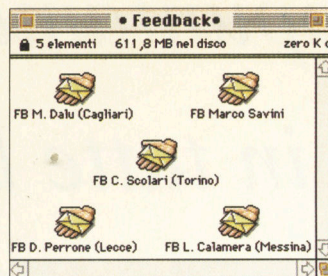 • Feedback•
5 elementi 611,8 MB nel disco zero K
FB M. Dalu (Cagliari) FB Marco Savini
FB C. Scolari (Torino)
FB D. Perrone (Lecce) FB L. Calamera (Messina)